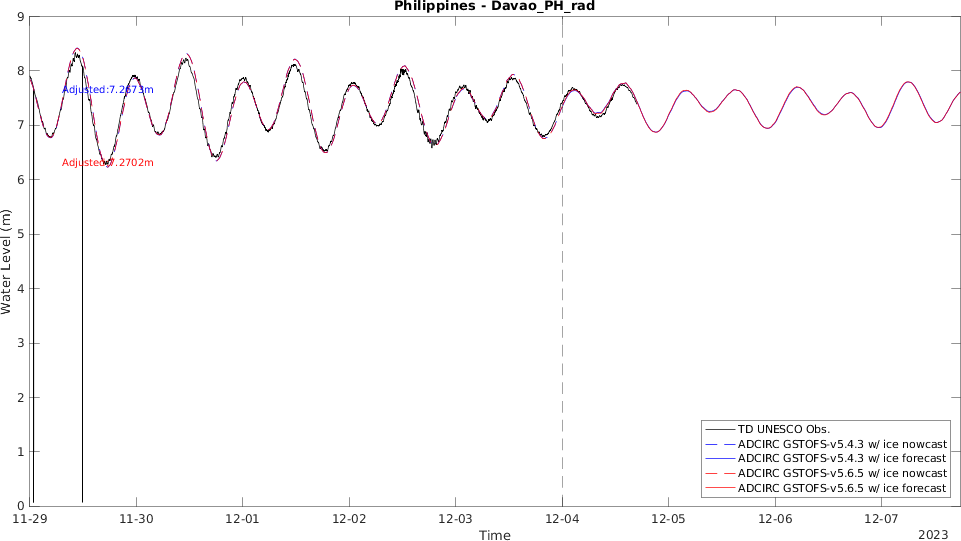 Philippines - Davao_PH_rad
9
8
7
6
5
4
3
2
1
0
Water Level (m)
Adjusted:7.2673m
Adjusted:7.2702m
TD UNESCO Obs.
ADCIRC GSTOFS-v5.4.3 w/ ice nowcast
ADCIRC GSTOFS-v5.4.3 w/ ice forecast
ADCIRC GSTOFS-v5.6.5 w/ ice nowcast
ADCIRC GSTOFS-v5.6.5 w/ ice forecast
11-29 11-30 12-01 12-02 12-03 12-04 12-05 12-06 12-07
Time
2023